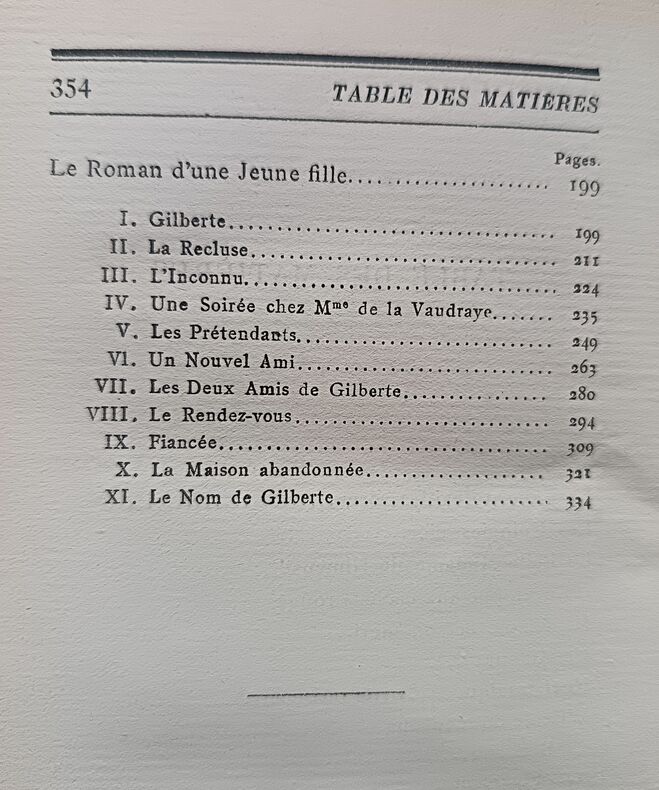 354 TABLE DES MATIÈRES
Pages.
Le Roman d'une Jeune fille........................ 199
I. Gilberte........................................ 199
II. La Recluse..................................... 211
III. L'Inconnu..................................... 224
IV. Une Soirée chez Mme de la Vaudraye....... 235
V. Les Prétendants................................ 249
VI. Un Nouvel Ami................................. 263
VII. Les Deux Amis de Gilberte.................. 280
VIII. Le Rendez-vous............................... 294
IX. Fiancée........................................ 309
X. La Maison abandonnée........................ 321
XI. Le Nom de Gilberte............................ 334